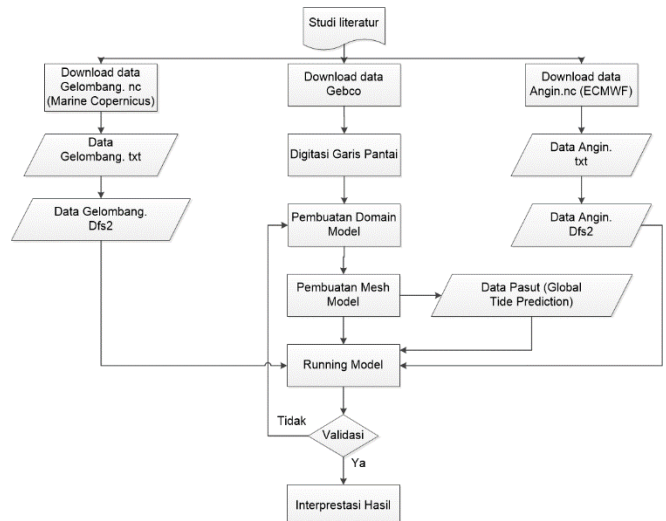 Studi literatur
Download data
Gelombang. nc
(Marine Copernicus)
Download data
Gebco
Download data
Angin.nc (ECMWF)
Data
Gelombang. txt
Digitasi Garis Pantai
Data Angin.
txt
Data Gelombang.
Dfs2
Pembuatan Domain
Model
Data Angin.
Dfs2
Pembuatan Mesh
Model
Data Pasut (Global
Tide Prediction)
Running Model
Tidak
Validasi
Ya
Interprestasi Hasil